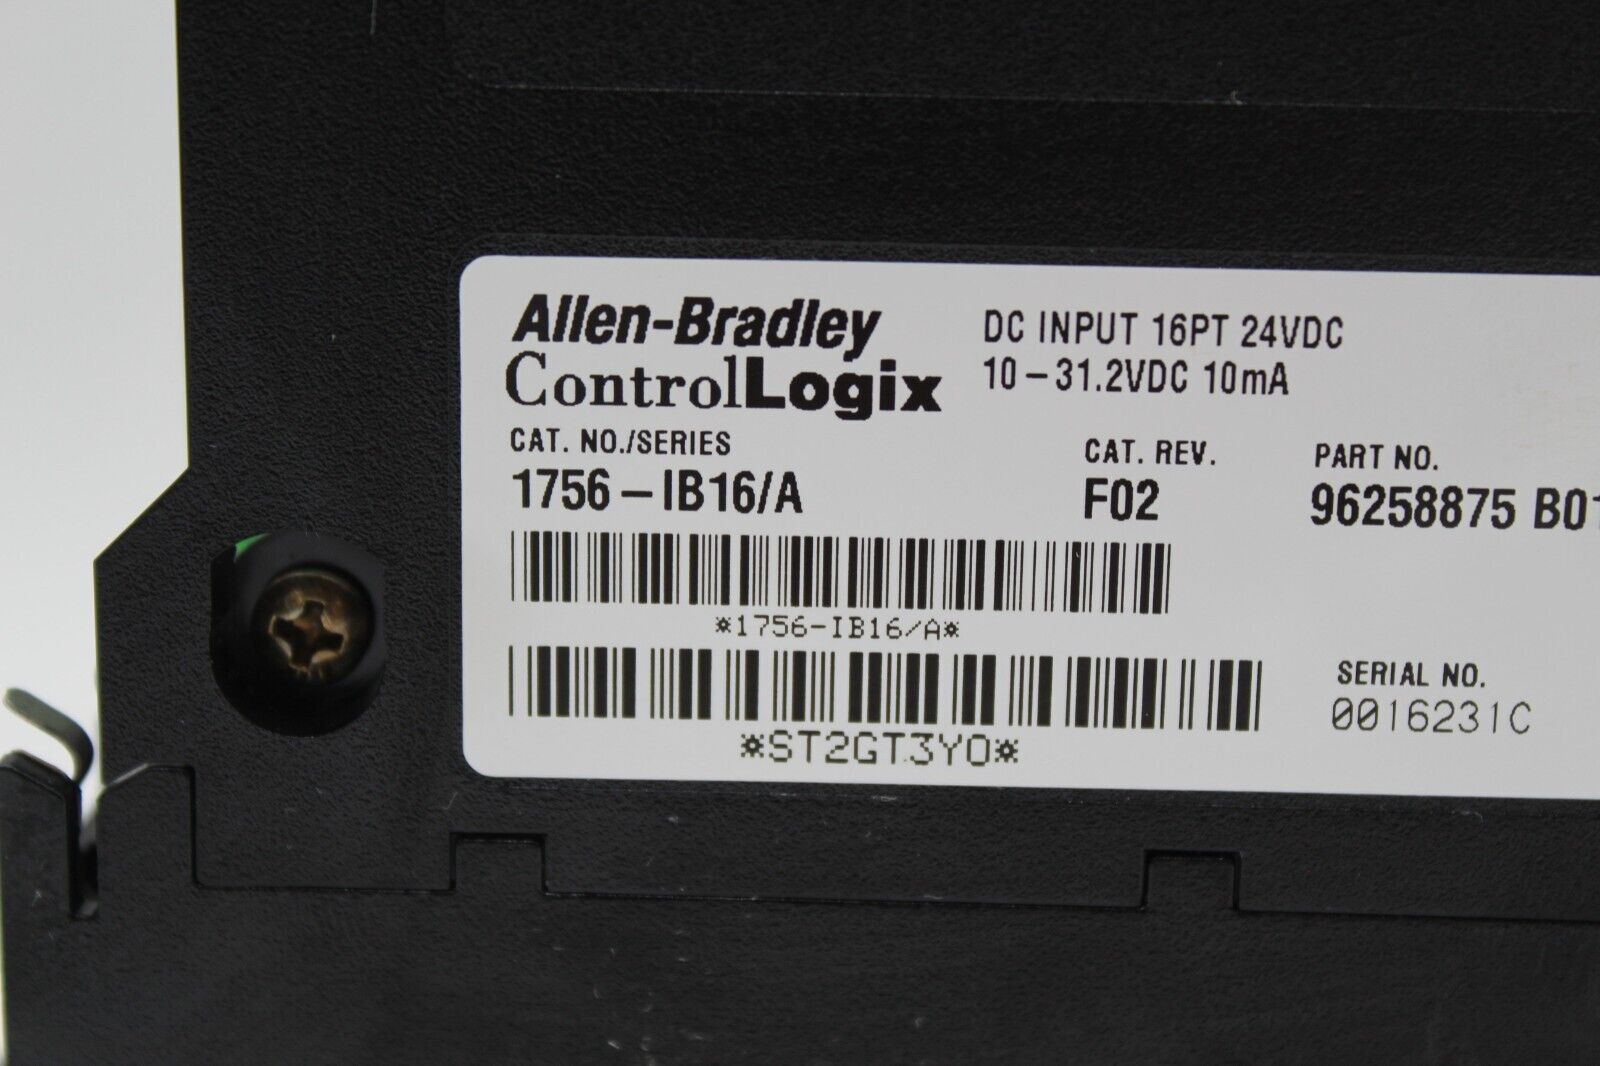 Allen-Bradley
ControlLogix
DC INPUT 16PT 24VDC
10-31.2VDC 10mA
CAT. NO./SERIES
1756-IB16/A
CAT. REV.
F02
PART NO.
96258875 B01
*1756-IB16/A*
*ST2GT3Y0*
SERIAL NO.
0016231C